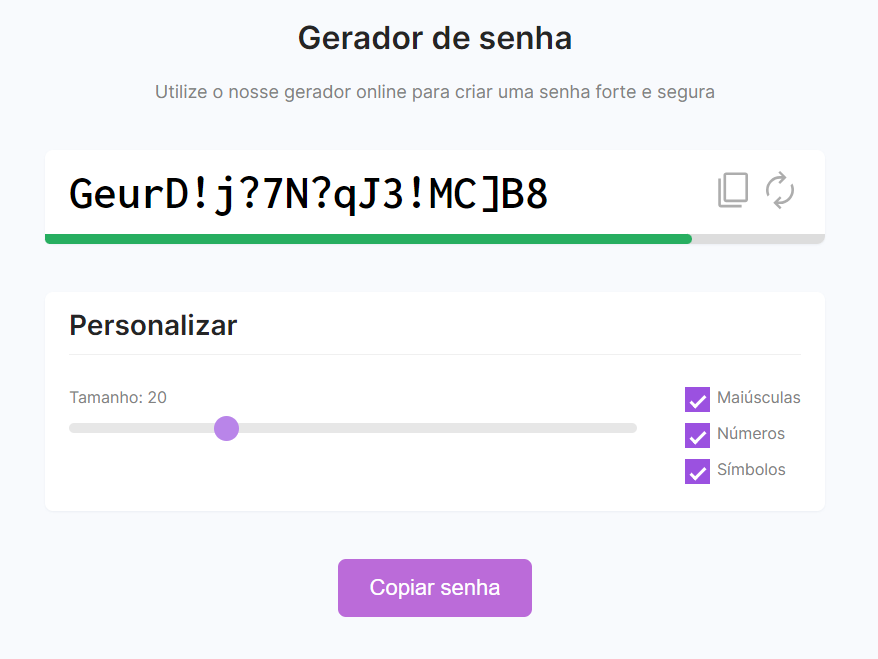 Gerador de senha
Utilize o nosse gerador online para criar uma senha forte e segura
GeurD!j?7N?qJ3!MC]B8
Personalizar
Tamanho: 20
Maiúsculas
Números
Símbolos
Copiar senha